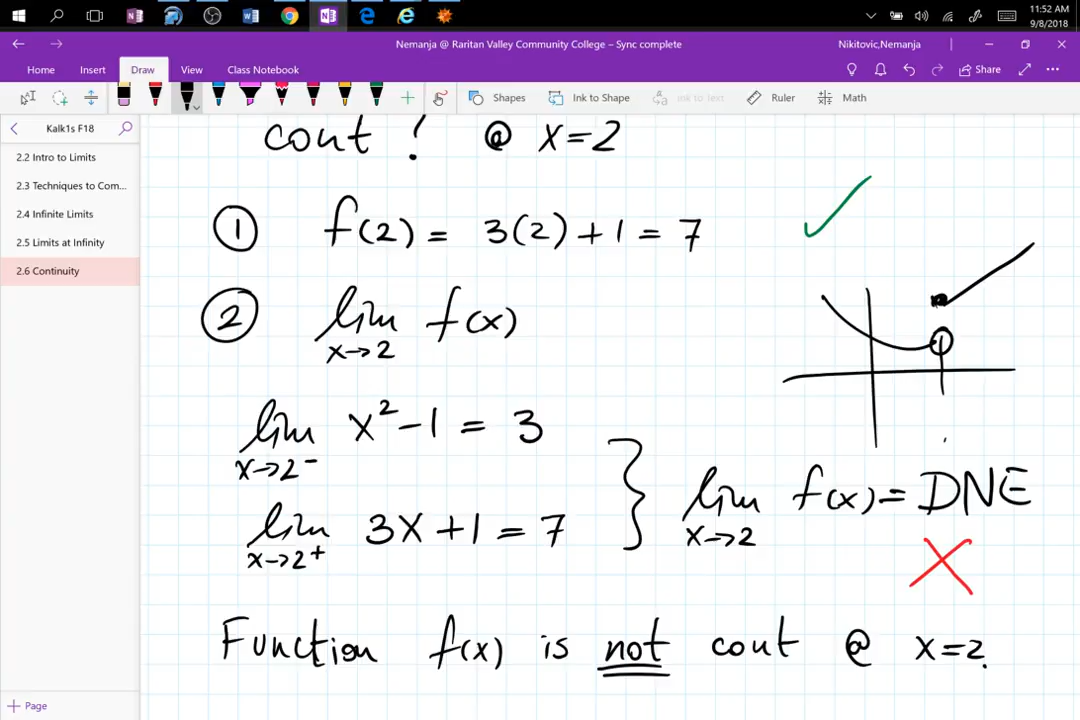 11:52 AM
9/8/2018
Nemanja @ Raritan Valley Community College – Sync complete
Nikitovic,Nemanja
Home Insert Draw View Class Notebook
Share
Shapes Ink to Shape Ink to Text Ruler Math
Kalk1s F18
2.2 Intro to Limits
2.3 Techniques to Com...
2.4 Infinite Limits
2.5 Limits at Infinity
2.6 Continuity
+ Page
cont ? @ x=2
① f(2) = 3(2)+1 = 7
② lim f(x)
x→2
lim x²-1 = 3
x→2⁻
lim 3x+1 = 7
x→2⁺
lim f(x) = DNE
x→2
Function f(x) is not cont @ x=2.